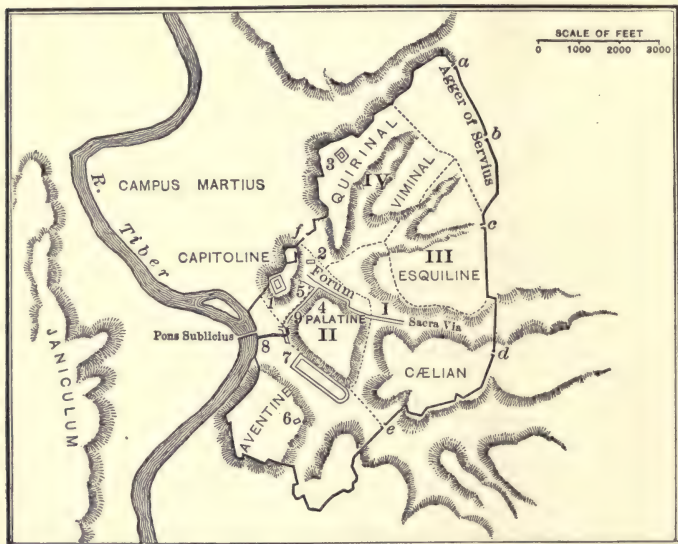 SCALE OF FEET
0 1000 2000 3000
a
Agger of Servius
b
3
QUIRINAL
IV
VIMINAL
R. Tiber
CAMPUS MARTIUS
c
f
CAPITOLINE
2
Forum
III
ESQUILINE
1
5
4
I
Sacra Via
9
PALATINE
II
Pons Sublicius
8
7
d
CÆLIAN
JANICULUM
AVENTINE
6
e